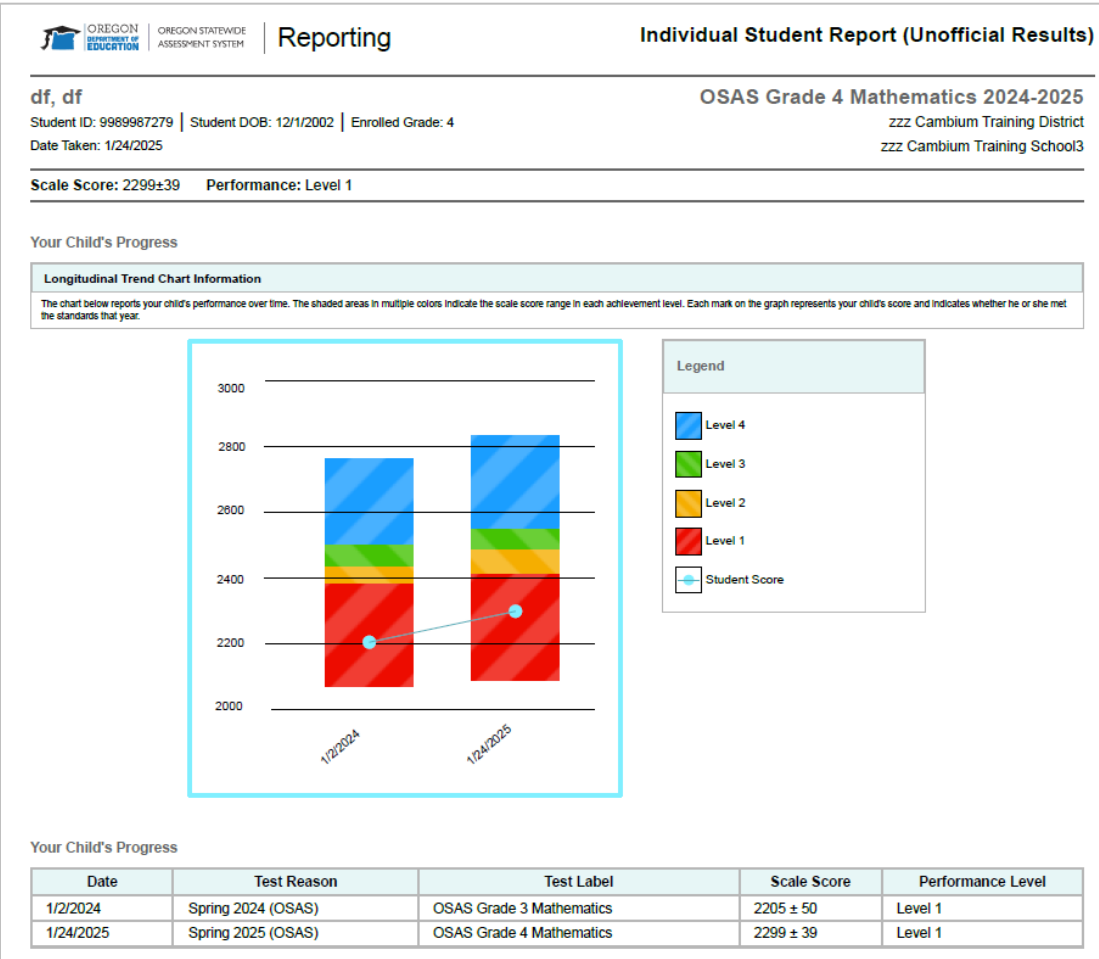 OREGON
DEPARTMENT OF
EDUCATION
OREGON STATEWIDE
ASSESSMENT SYSTEM
Reporting
Individual Student Report (Unofficial Results)
df, df
OSAS Grade 4 Mathematics 2024-2025
Student ID: 9989987279 | Student DOB: 12/1/2002 | Enrolled Grade: 4
zzz Cambium Training District
Date Taken: 1/24/2025
zzz Cambium Training School3
Scale Score: 2299±39 Performance: Level 1
Your Child's Progress
Longitudinal Trend Chart Information
The chart below reports your child's performance over time. The shaded areas in multiple colors indicate the scale score range in each achievement level. Each mark on the graph represents your child's score and indicates whether he or she met
the standards that year.
3000
2800
2600
2400
2200
2000
1/2/2024
1/24/2025
Legend
Level 4
Level 3
Level 2
Level 1
Student Score
Your Child's Progress
Date Test Reason Test Label Scale Score Performance Level
1/2/2024 Spring 2024 (OSAS) OSAS Grade 3 Mathematics 2205 ± 50 Level 1
1/24/2025 Spring 2025 (OSAS) OSAS Grade 4 Mathematics 2299 ± 39 Level 1